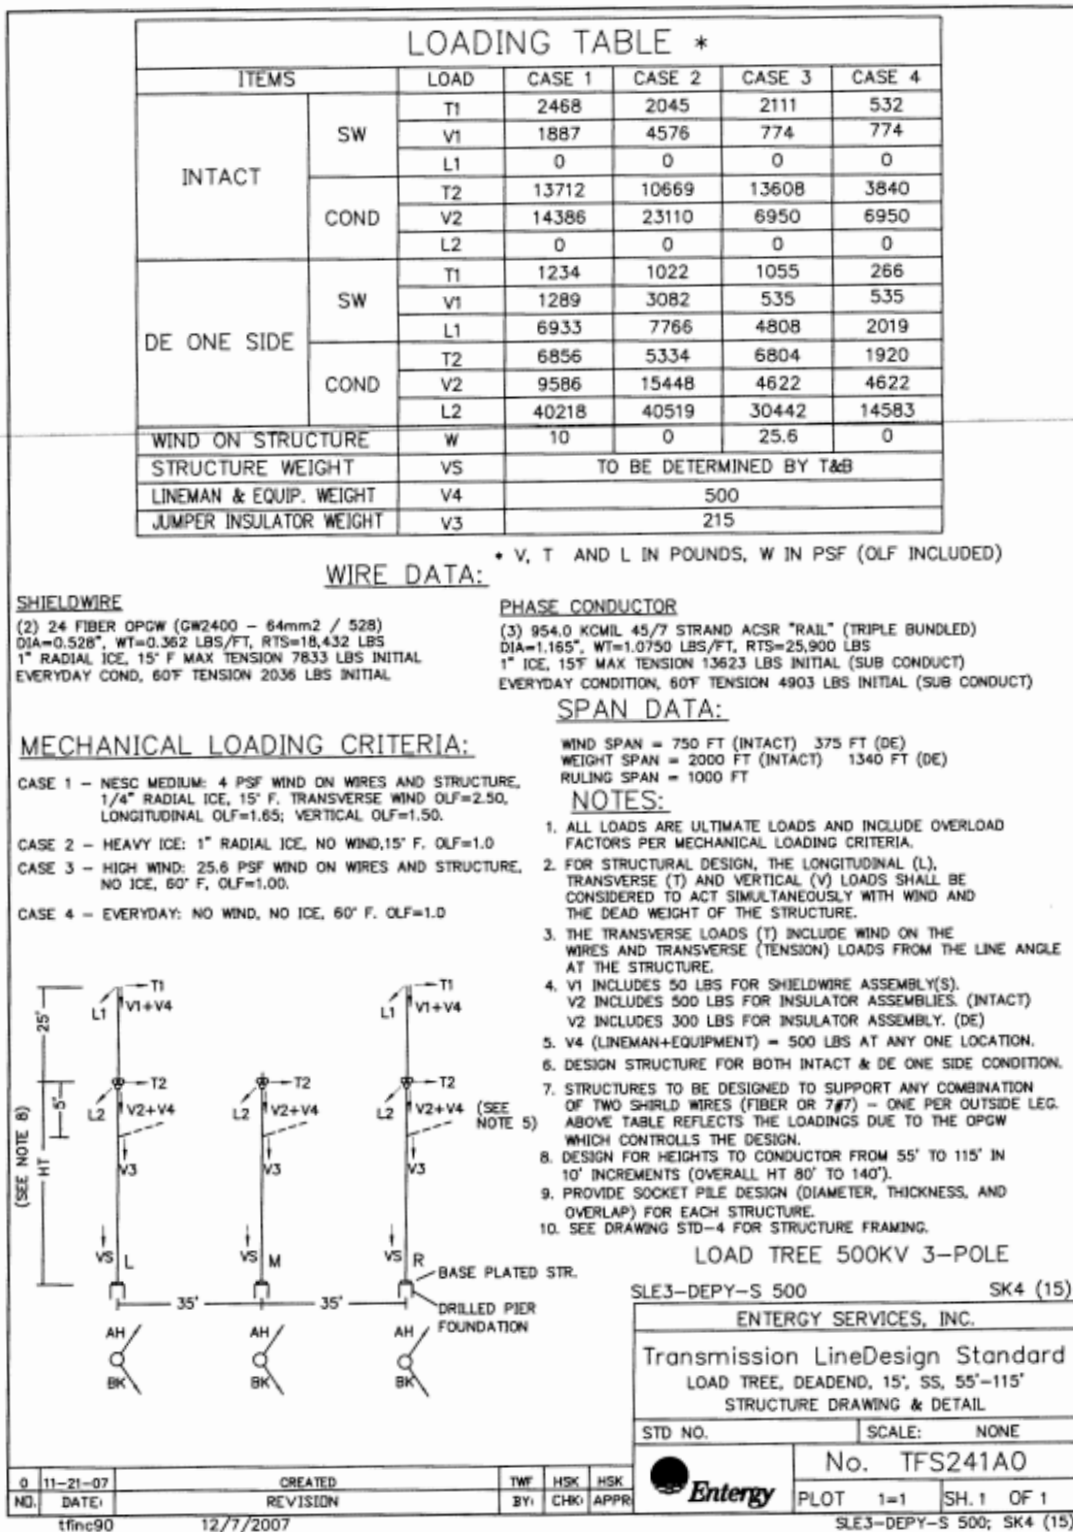 LOADING TABLE *
ITEMS LOAD CASE 1 CASE 2 CASE 3 CASE 4
INTACT SW T1 2468 2045 2111 532
V1 1887 4576 774 774
L1 0 0 0 0
COND T2 13712 10669 13608 3840
V2 14386 23110 6950 6950
L2 0 0 0 0
DE ONE SIDE SW T1 1234 1022 1055 266
V1 1289 3082 535 535
L1 6933 7766 4808 2019
COND T2 6856 5334 6804 1920
V2 9586 15448 4622 4622
L2 40218 40519 30442 14583
WIND ON STRUCTURE W 10 0 25.6 0
STRUCTURE WEIGHT VS TO BE DETERMINED BY T&B
LINEMAN & EQUIP. WEIGHT V4 500
JUMPER INSULATOR WEIGHT V3 215
* V, T AND L IN POUNDS, W IN PSF (OLF INCLUDED)
WIRE DATA:
SHIELDWIRE
(2) 24 FIBER OPGW (GW2400 - 64mm2 / 528)
DIA=0.528", WT=0.362 LBS/FT, RTS=18,432 LBS
1" RADIAL ICE, 15° F MAX TENSION 7833 LBS INITIAL
EVERYDAY COND, 60°F TENSION 2036 LBS INITIAL
PHASE CONDUCTOR
(3) 954.0 KCMIL 45/7 STRAND ACSR "RAIL" (TRIPLE BUNDLED)
DIA=1.165", WT=1.0750 LBS/FT, RTS=25,900 LBS
1" ICE, 15°F MAX TENSION 13623 LBS INITIAL (SUB CONDUCT)
EVERYDAY CONDITION, 60°F TENSION 4903 LBS INITIAL (SUB CONDUCT)
SPAN DATA:
WIND SPAN = 750 FT (INTACT) 375 FT (DE)
WEIGHT SPAN = 2000 FT (INTACT) 1340 FT (DE)
RULING SPAN = 1000 FT
MECHANICAL LOADING CRITERIA:
CASE 1 - NESC MEDIUM: 4 PSF WIND ON WIRES AND STRUCTURE,
1/4" RADIAL ICE, 15° F. TRANSVERSE WIND OLF=2.50,
LONGITUDINAL OLF=1.65; VERTICAL OLF=1.50.
CASE 2 - HEAVY ICE: 1" RADIAL ICE, NO WIND,15° F. OLF=1.0
CASE 3 - HIGH WIND: 25.6 PSF WIND ON WIRES AND STRUCTURE,
NO ICE, 60° F, OLF=1.00.
CASE 4 - EVERYDAY: NO WIND, NO ICE, 60° F. OLF=1.0
NOTES:
1. ALL LOADS ARE ULTIMATE LOADS AND INCLUDE OVERLOAD
FACTORS PER MECHANICAL LOADING CRITERIA.
2. FOR STRUCTURAL DESIGN, THE LONGITUDINAL (L),
TRANSVERSE (T) AND VERTICAL (V) LOADS SHALL BE
CONSIDERED TO ACT SIMULTANEOUSLY WITH WIND AND
THE DEAD WEIGHT OF THE STRUCTURE.
3. THE TRANSVERSE LOADS (T) INCLUDE WIND ON THE
WIRES AND TRANSVERSE (TENSION) LOADS FROM THE LINE ANGLE
AT THE STRUCTURE.
4. V1 INCLUDES 50 LBS FOR SHIELDWIRE ASSEMBLY(S).
V2 INCLUDES 500 LBS FOR INSULATOR ASSEMBLIES. (INTACT)
V2 INCLUDES 300 LBS FOR INSULATOR ASSEMBLY. (DE)
5. V4 (LINEMAN+EQUIPMENT) = 500 LBS AT ANY ONE LOCATION.
6. DESIGN STRUCTURE FOR BOTH INTACT & DE ONE SIDE CONDITION.
7. STRUCTURES TO BE DESIGNED TO SUPPORT ANY COMBINATION
OF TWO SHIRLD WIRES (FIBER OR 7#7) - ONE PER OUTSIDE LEG.
ABOVE TABLE REFLECTS THE LOADINGS DUE TO THE OPGW
WHICH CONTROLLS THE DESIGN.
8. DESIGN FOR HEIGHTS TO CONDUCTOR FROM 55' TO 115' IN
10' INCREMENTS (OVERALL HT 80' TO 140').
9. PROVIDE SOCKET PILE DESIGN (DIAMETER, THICKNESS, AND
OVERLAP) FOR EACH STRUCTURE.
10. SEE DRAWING STD-4 FOR STRUCTURE FRAMING.
T1 T1
L1 V1+V4 L1 V1+V4
25'
T2 T2 T2
L2 V2+V4 L2 V2+V4 L2 V2+V4 (SEE NOTE 5)
5'
V3 V3 V3
(SEE NOTE 8)
HT
VS L M VS R
BASE PLATED STR.
35' 35'
DRILLED PIER
FOUNDATION
AH AH AH
BK BK BK
LOAD TREE 500KV 3-POLE
SLE3-DEPY-S 500 SK4 (15)
ENTERGY SERVICES, INC.
Transmission LineDesign Standard
LOAD TREE, DEADEND, 15°, SS, 55'-115'
STRUCTURE DRAWING & DETAIL
STD NO. SCALE: NONE
Entergy
No. TFS241A0
PLOT 1=1 SH. 1 OF 1
0 11-21-07 CREATED TWF HSK HSK
NO. DATE: REVISION BY: CHK: APPR
tfinc90 12/7/2007 SLE3-DEPY-S 500; SK4 (15)